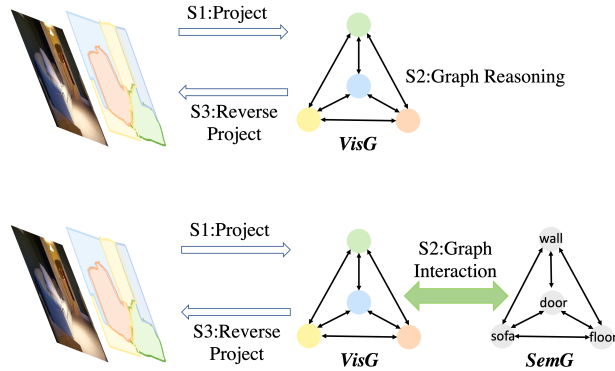 S1:Project
S2:Graph Reasoning
S3:Reverse
Project
VisG
S1:Project
S2:Graph
Interaction
wall
door
sofa
floor
S3:Reverse
Project
VisG
SemG